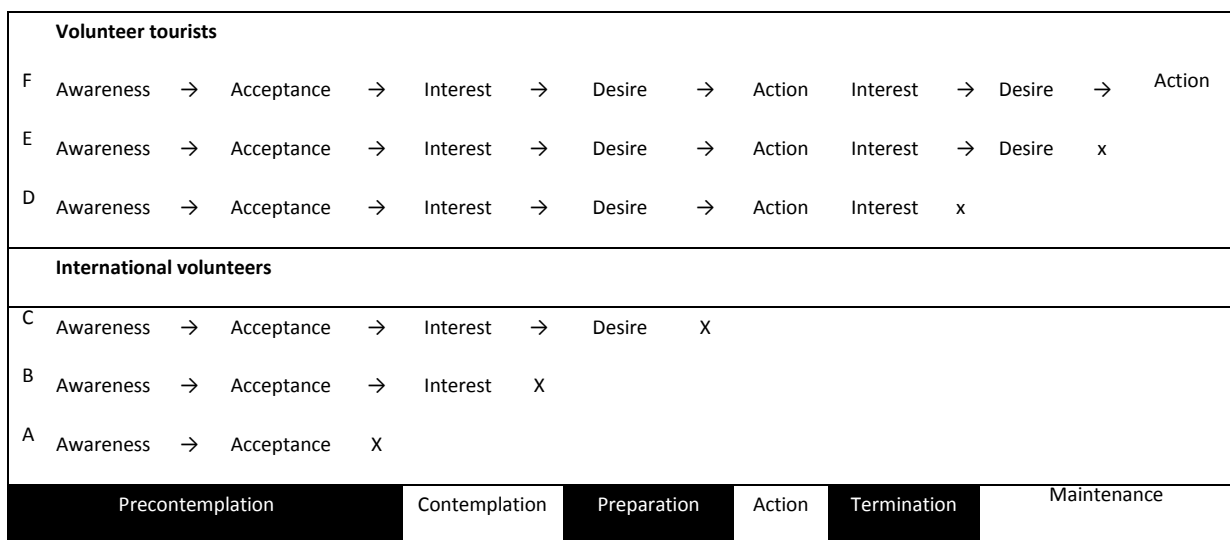 Volunteer tourists
F Awareness → Acceptance → Interest → Desire → Action Interest → Desire → Action
E Awareness → Acceptance → Interest → Desire → Action Interest → Desire x
D Awareness → Acceptance → Interest → Desire → Action Interest x
International volunteers
C Awareness → Acceptance → Interest → Desire X
B Awareness → Acceptance → Interest X
A Awareness → Acceptance X
Precontemplation Contemplation Preparation Action Termination Maintenance